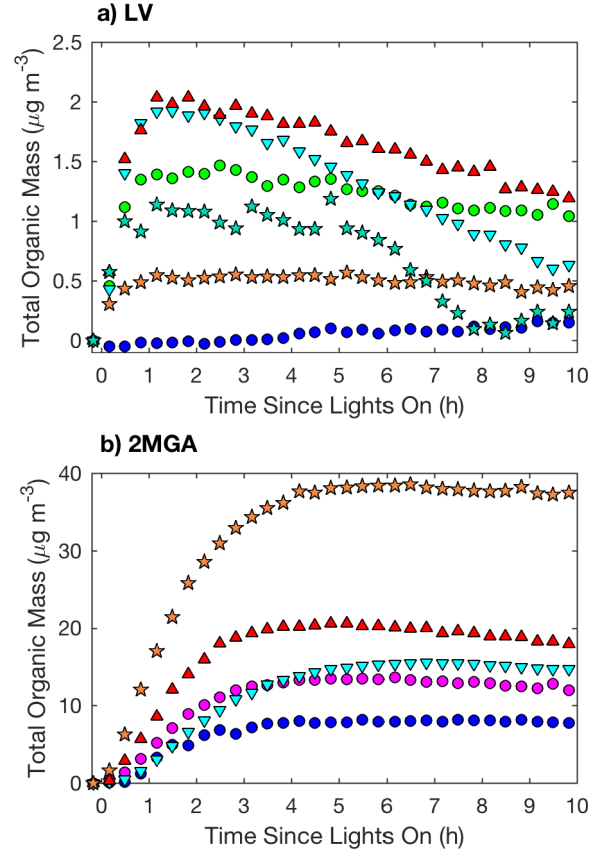 a) LV
Total Organic Mass (μg m⁻³)
2.5
2
1.5
1
0.5
0
0 1 2 3 4 5 6 7 8 9 10
Time Since Lights On (h)
b) 2MGA
Total Organic Mass (μg m⁻³)
40
30
20
10
0
0 1 2 3 4 5 6 7 8 9 10
Time Since Lights On (h)